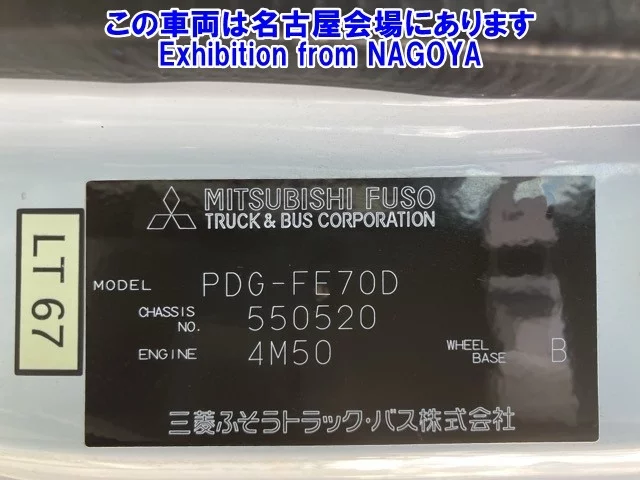 この車両は名古屋会場にあります
Exhibition from NAGOYA
MITSUBISHI FUSO
TRUCK & BUS CORPORATION
LT 67
MODEL PDG-FE70D
CHASSIS NO. 550520
ENGINE 4M50 WHEEL BASE B
三菱ふそうトラック・バス株式会社